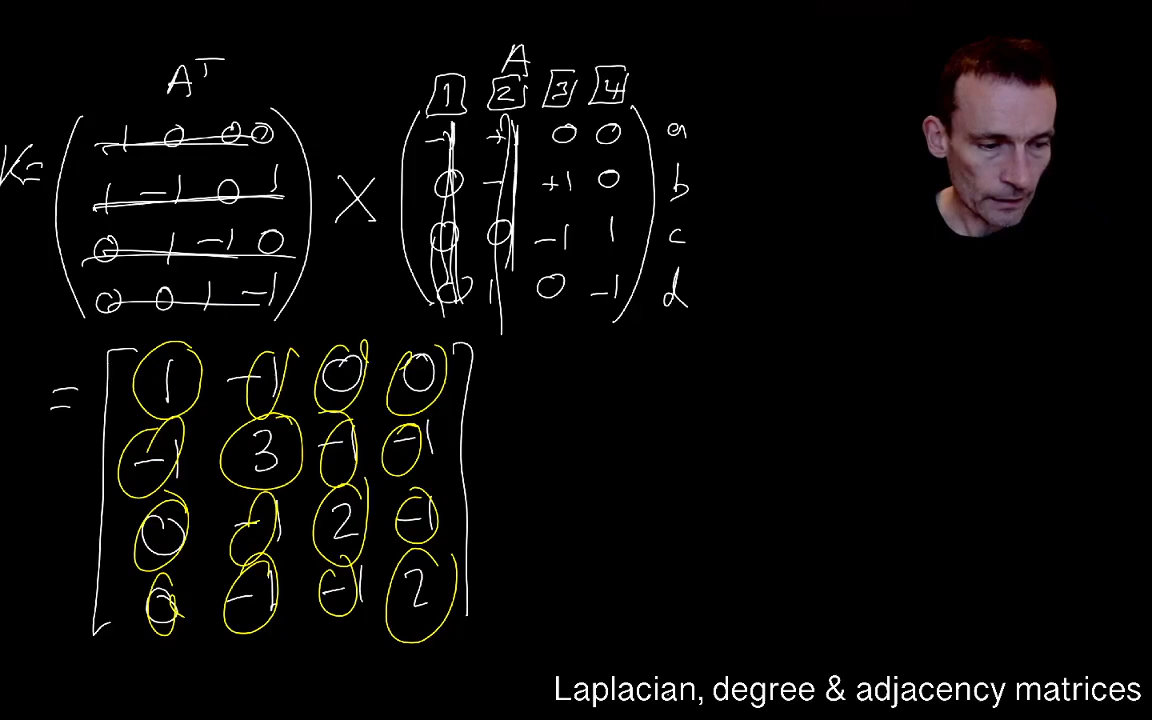 A^T A
1 2 3 4
K= -1 0 0 0 X -1 +1 0 0 a
1 -1 0 1 0 -1 +1 0 b
0 1 -1 0 0 0 -1 1 c
0 0 1 -1 0 1 0 -1 d
= 1 -1 0 0
-1 3 -1 -1
0 -1 2 -1
0 -1 -1 2
Laplacian, degree & adjacency matrices